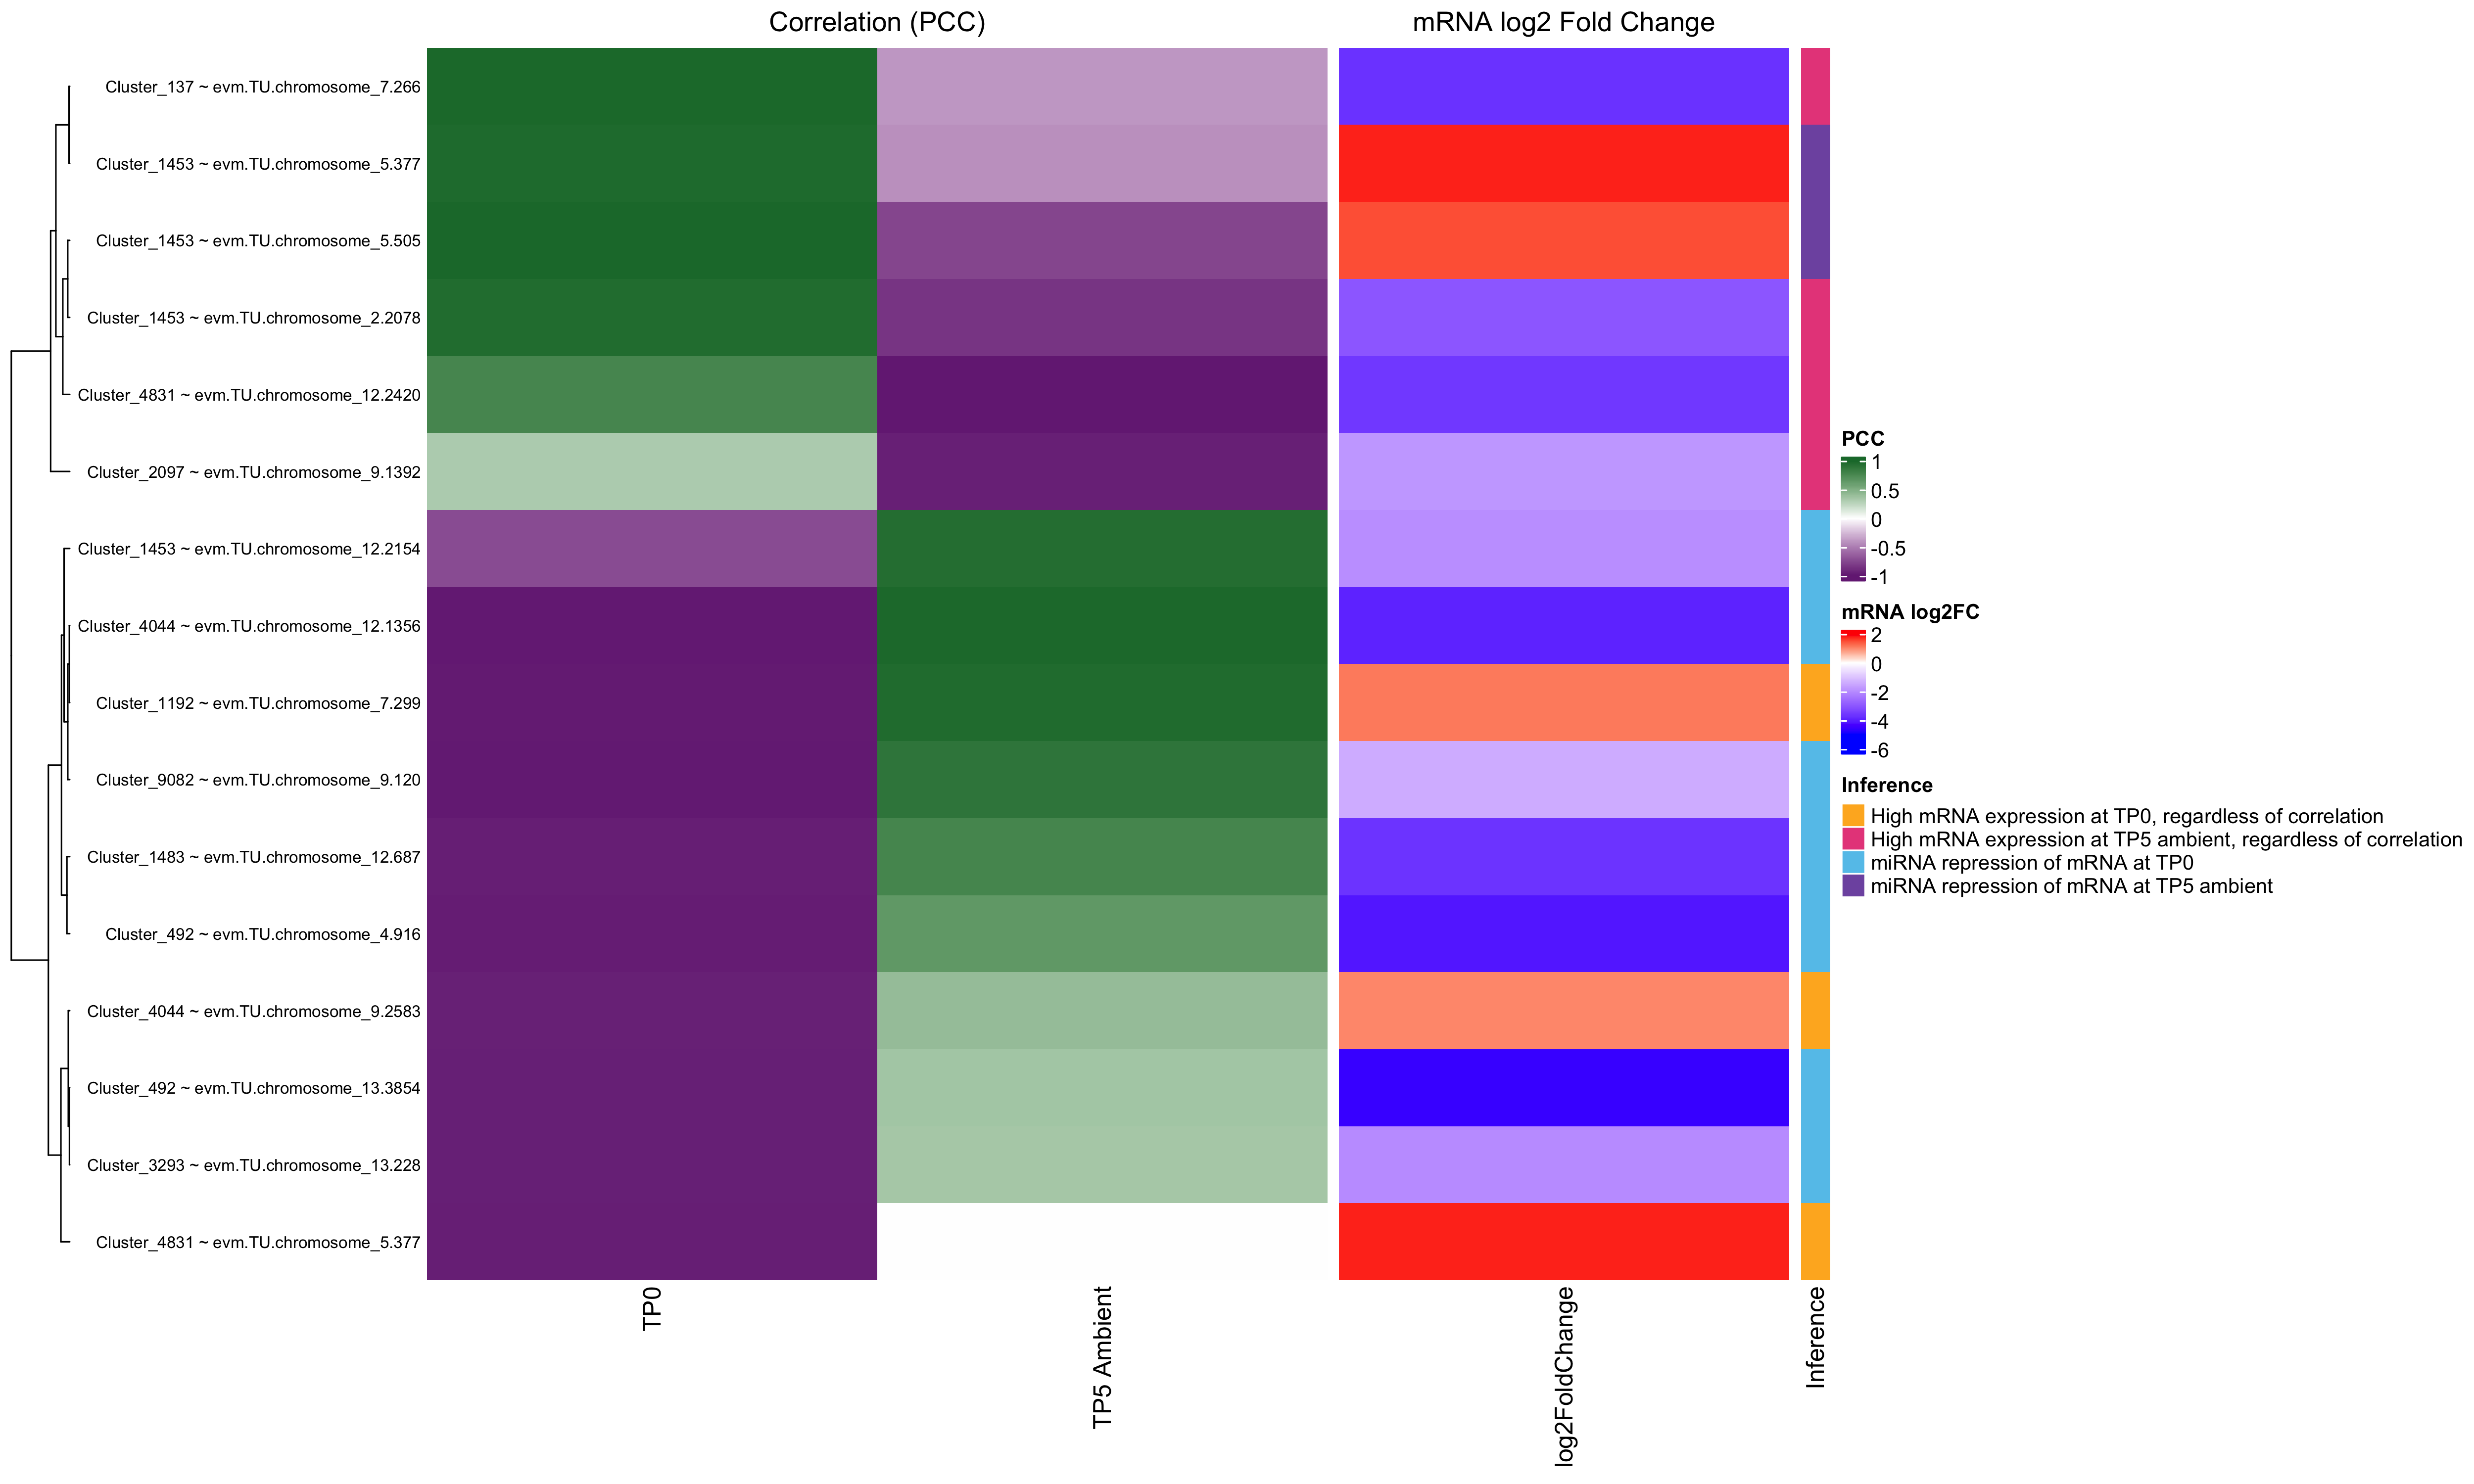 Correlation (PCC)
mRNA log2 Fold Change
Cluster_137 ~ evm.TU.chromosome_7.266
Cluster_1453 ~ evm.TU.chromosome_5.377
Cluster_1453 ~ evm.TU.chromosome_5.505
Cluster_1453 ~ evm.TU.chromosome_2.2078
Cluster_4831 ~ evm.TU.chromosome_12.2420
Cluster_2097 ~ evm.TU.chromosome_9.1392
Cluster_1453 ~ evm.TU.chromosome_12.2154
Cluster_4044 ~ evm.TU.chromosome_12.1356
Cluster_1192 ~ evm.TU.chromosome_7.299
Cluster_9082 ~ evm.TU.chromosome_9.120
Cluster_1483 ~ evm.TU.chromosome_12.687
Cluster_492 ~ evm.TU.chromosome_4.916
Cluster_4044 ~ evm.TU.chromosome_9.2583
Cluster_492 ~ evm.TU.chromosome_13.3854
Cluster_3293 ~ evm.TU.chromosome_13.228
Cluster_4831 ~ evm.TU.chromosome_5.377
TP0
TP5 Ambient
log2FoldChange
Inference
PCC
1
0.5
0
-0.5
-1
mRNA log2FC
2
0
-2
-4
-6
Inference
High mRNA expression at TP0, regardless of correlation
High mRNA expression at TP5 ambient, regardless of correlation
miRNA repression of mRNA at TP0
miRNA repression of mRNA at TP5 ambient